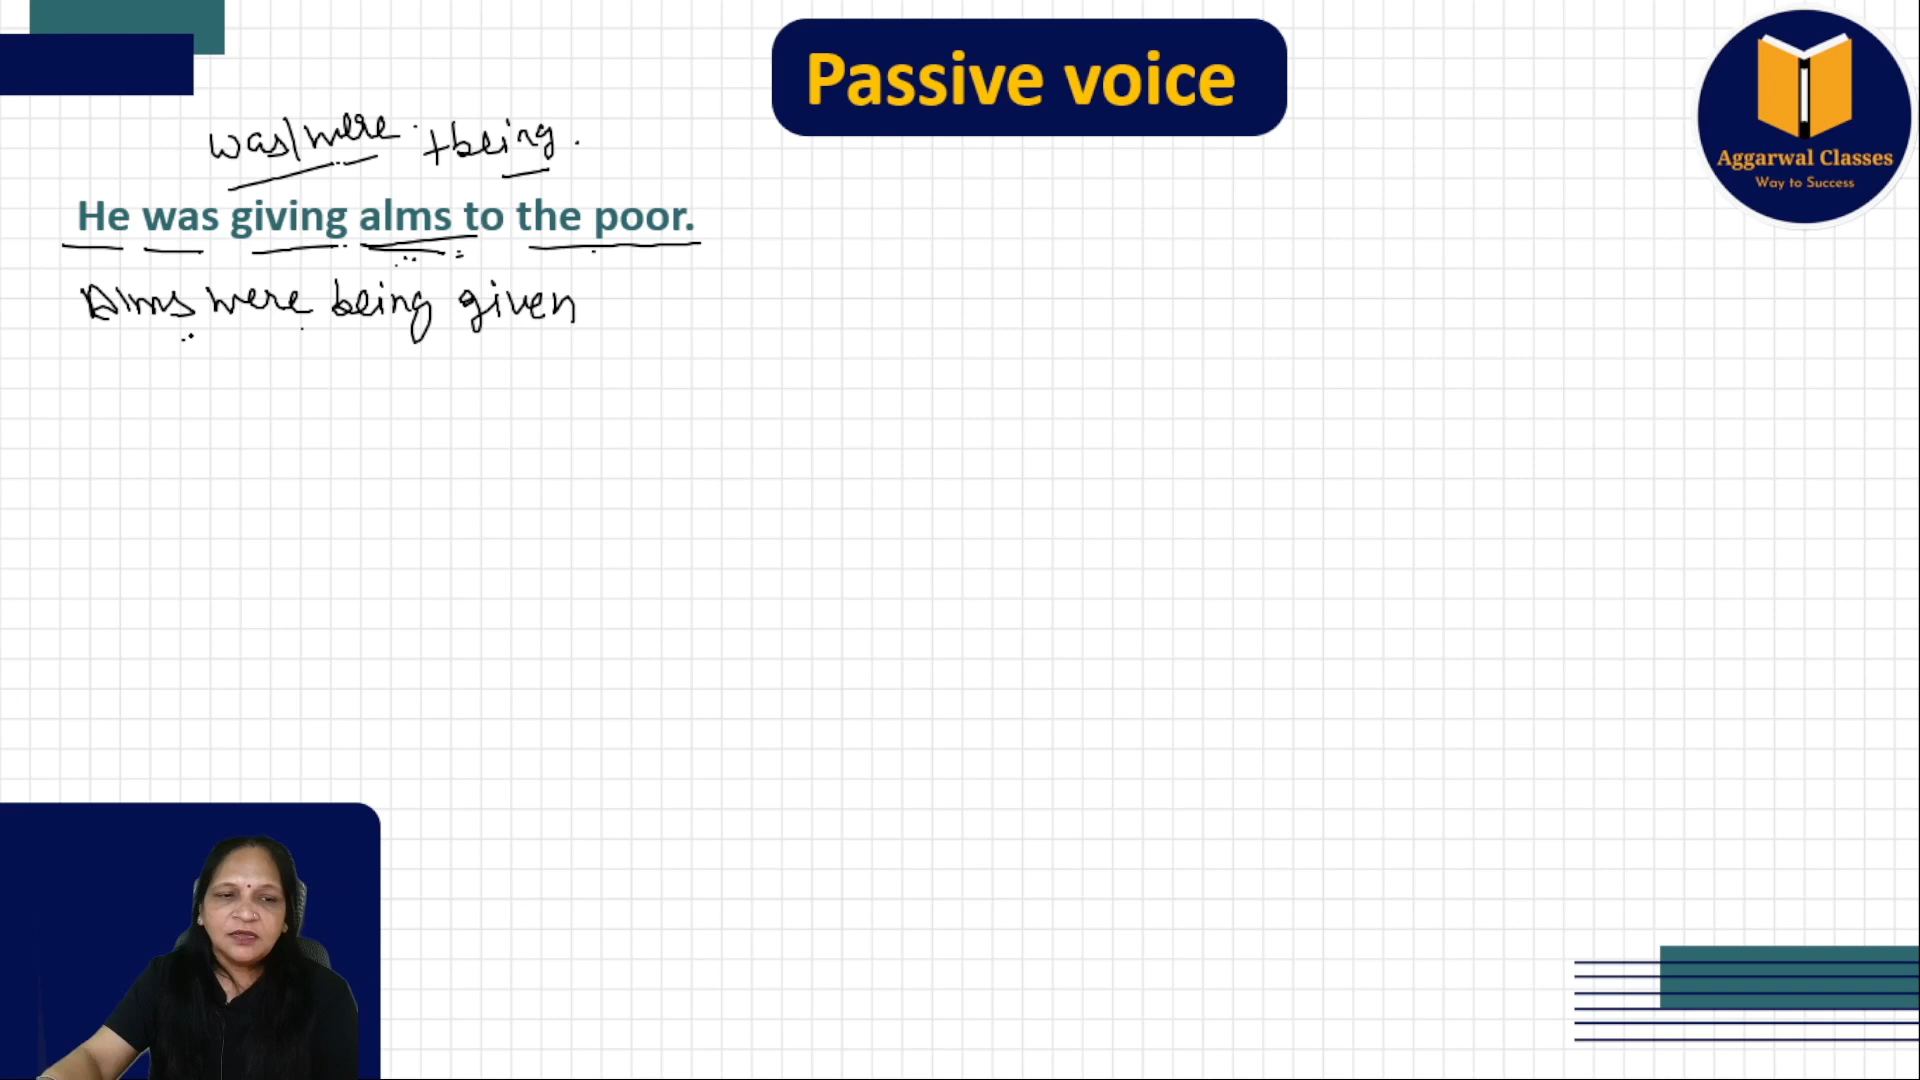 Passive voice
was/were +being.
He was giving alms to the poor.
Alms were being given
Aggarwal Classes
Way to Success